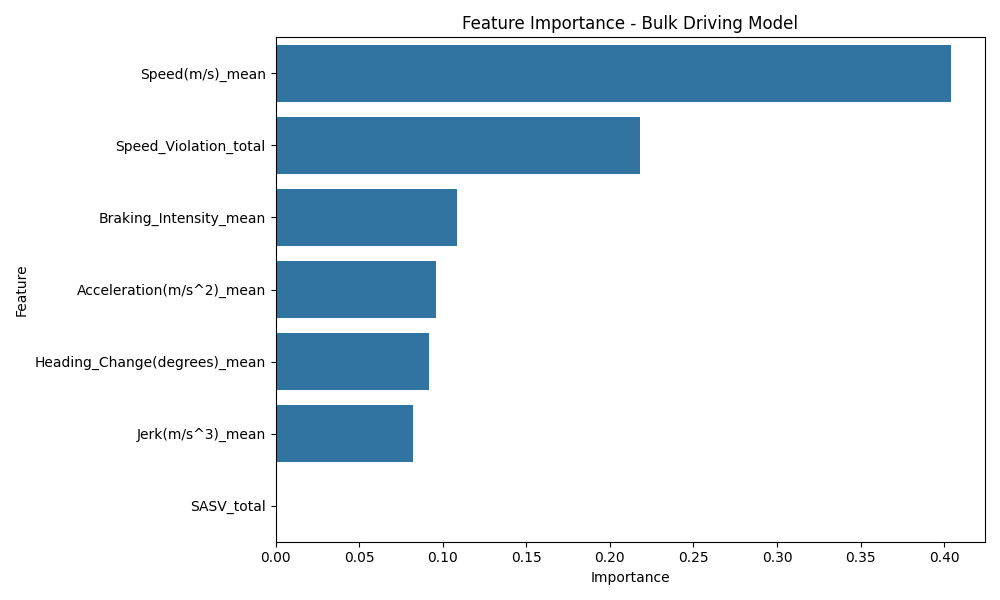 Feature Importance - Bulk Driving Model
Feature
Speed(m/s)_mean
Speed_Violation_total
Braking_Intensity_mean
Acceleration(m/s^2)_mean
Heading_Change(degrees)_mean
Jerk(m/s^3)_mean
SASV_total
0.00 0.05 0.10 0.15 0.20 0.25 0.30 0.35 0.40
Importance